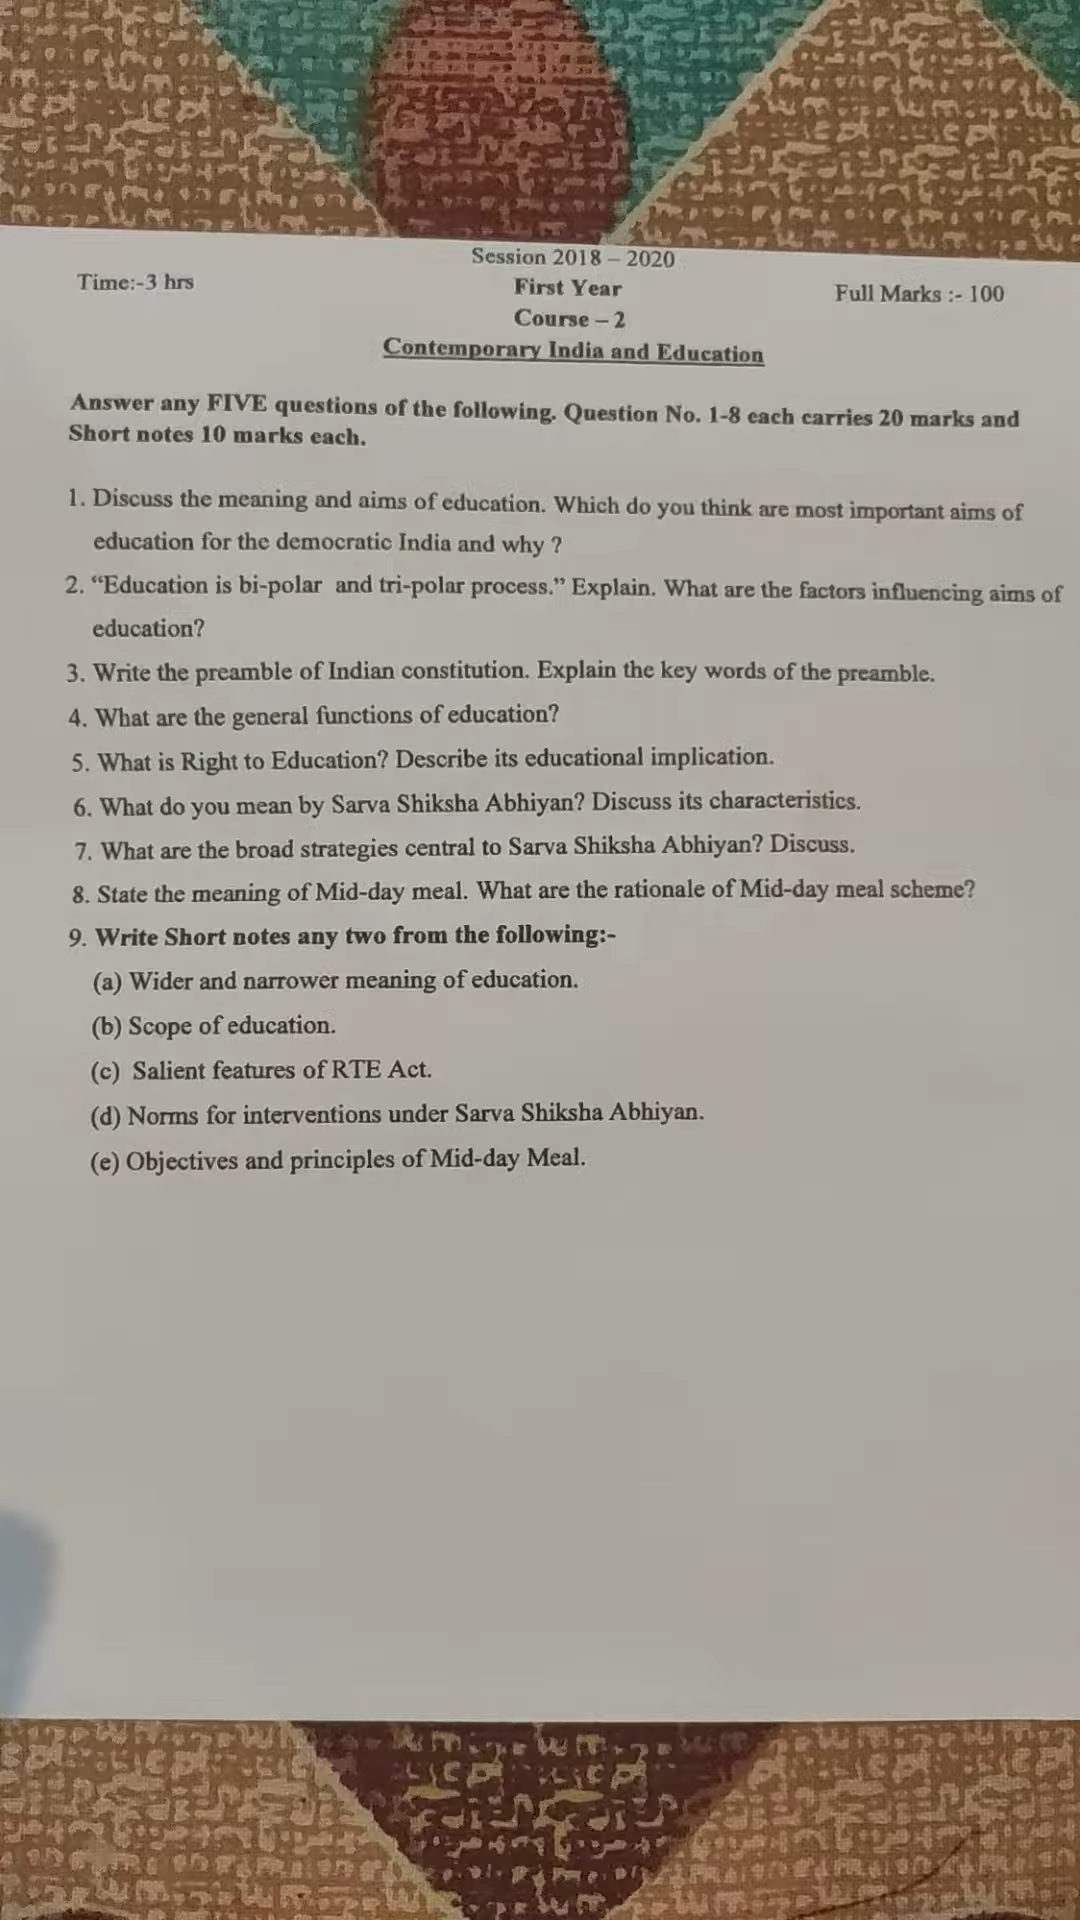 Session 2018 – 2020
Time:-3 hrs
First Year
Full Marks :- 100
Course – 2
Contemporary India and Education
Answer any FIVE questions of the following. Question No. 1-8 each carries 20 marks and
Short notes 10 marks each.
1. Discuss the meaning and aims of education. Which do you think are most important aims of
education for the democratic India and why ?
2. “Education is bi-polar and tri-polar process.” Explain. What are the factors influencing aims of
education?
3. Write the preamble of Indian constitution. Explain the key words of the preamble.
4. What are the general functions of education?
5. What is Right to Education? Describe its educational implication.
6. What do you mean by Sarva Shiksha Abhiyan? Discuss its characteristics.
7. What are the broad strategies central to Sarva Shiksha Abhiyan? Discuss.
8. State the meaning of Mid-day meal. What are the rationale of Mid-day meal scheme?
9. Write Short notes any two from the following:-
(a) Wider and narrower meaning of education.
(b) Scope of education.
(c) Salient features of RTE Act.
(d) Norms for interventions under Sarva Shiksha Abhiyan.
(e) Objectives and principles of Mid-day Meal.